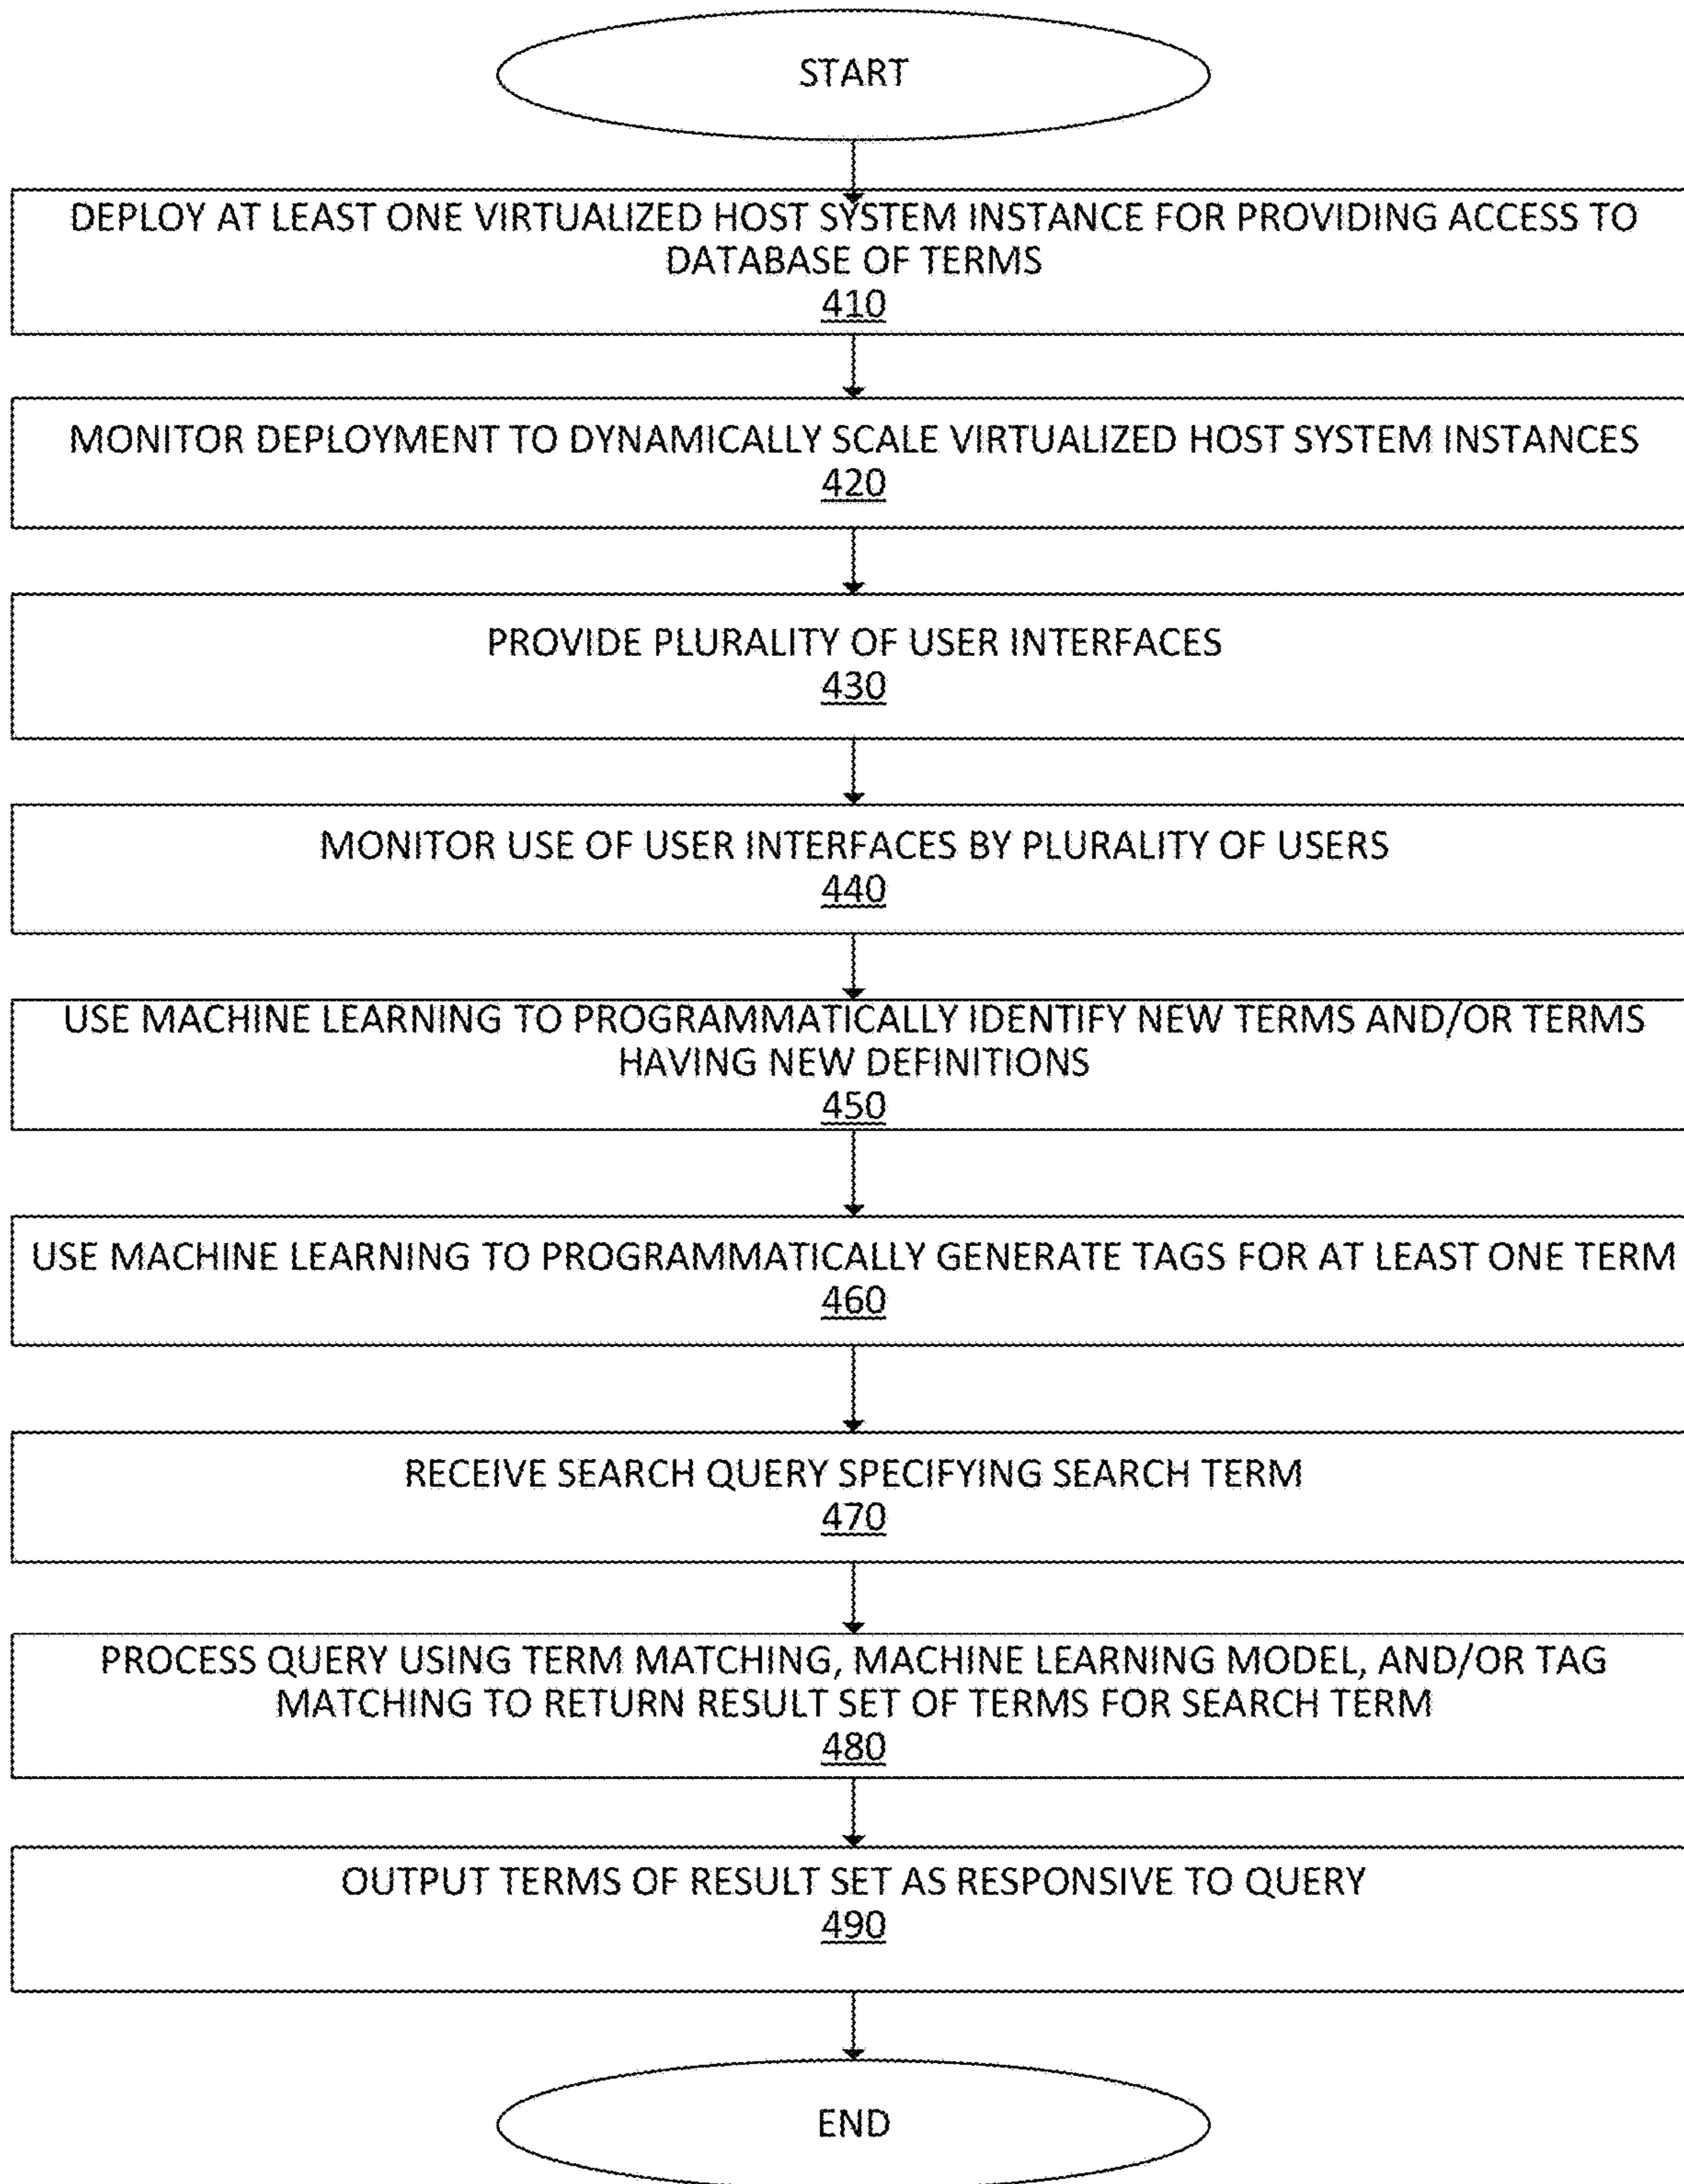 START
DEPLOY AT LEAST ONE VIRTUALIZED HOST SYSTEM INSTANCE FOR PROVIDING ACCESS TO
DATABASE OF TERMS
410
MONITOR DEPLOYMENT TO DYNAMICALLY SCALE VIRTUALIZED HOST SYSTEM INSTANCES
420
PROVIDE PLURALITY OF USER INTERFACES
430
MONITOR USE OF USER INTERFACES BY PLURALITY OF USERS
440
USE MACHINE LEARNING TO PROGRAMMATICALLY IDENTIFY NEW TERMS AND/OR TERMS
HAVING NEW DEFINITIONS
450
USE MACHINE LEARNING TO PROGRAMMATICALLY GENERATE TAGS FOR AT LEAST ONE TERM
460
RECEIVE SEARCH QUERY SPECIFYING SEARCH TERM
470
PROCESS QUERY USING TERM MATCHING, MACHINE LEARNING MODEL, AND/OR TAG
MATCHING TO RETURN RESULT SET OF TERMS FOR SEARCH TERM
480
OUTPUT TERMS OF RESULT SET AS RESPONSIVE TO QUERY
490
END